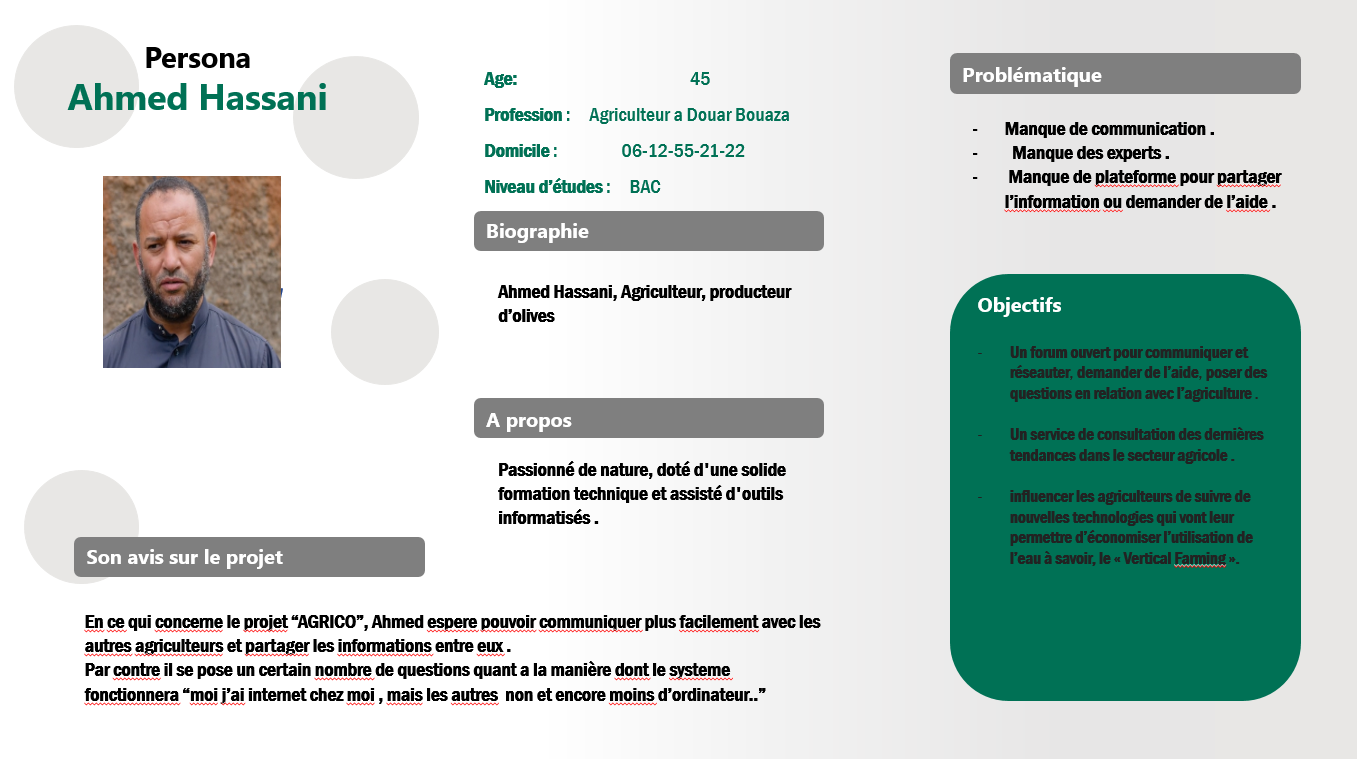 Persona
Ahmed Hassani
Age: 45
Profession : Agriculteur a Douar Bouaza
Domicile : 06-12-55-21-22
Niveau d'études : BAC
Biographie
Ahmed Hassani, Agriculteur, producteur
d'olives
A propos
Passionné de nature, doté d'une solide
formation technique et assisté d'outils
informatisés .
Son avis sur le projet
En ce qui concerne le projet “AGRICO”, Ahmed espere pouvoir communiquer plus facilement avec les
autres agriculteurs et partager les informations entre eux .
Par contre il se pose un certain nombre de questions quant a la manière dont le systeme
fonctionnera “moi j'ai internet chez moi , mais les autres non et encore moins d'ordinateur..”
Problématique
- Manque de communication .
- Manque des experts .
- Manque de plateforme pour partager
l'information ou demander de l'aide .
Objectifs
- Un forum ouvert pour communiquer et
réseauter, demander de l'aide, poser des
questions en relation avec l'agriculture .
- Un service de consultation des dernières
tendances dans le secteur agricole .
- influencer les agriculteurs de suivre de
nouvelles technologies qui vont leur
permettre d'économiser l'utilisation de
l'eau à savoir, le « Vertical Farming ».